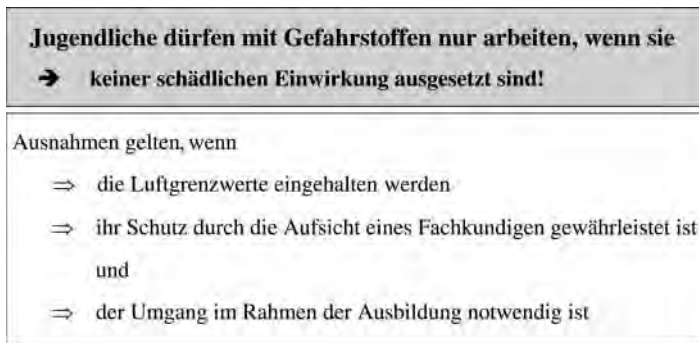 Jugendliche dürfen mit Gefahrstoffen nur arbeiten, wenn sie
➔ keiner schädlichen Einwirkung ausgesetzt sind!
Ausnahmen gelten, wenn
⇒ die Luftgrenzwerte eingehalten werden
⇒ ihr Schutz durch die Aufsicht eines Fachkundigen gewährleistet ist
und
⇒ der Umgang im Rahmen der Ausbildung notwendig ist